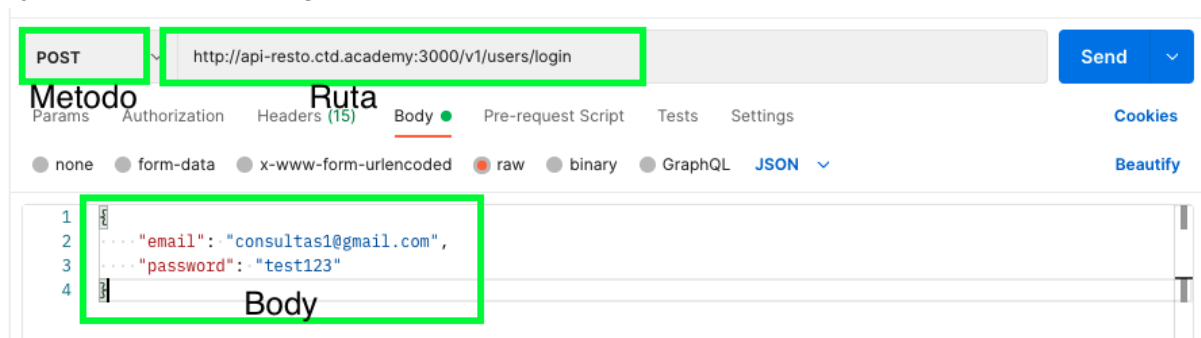 POST http://api-resto.ctd.academy:3000/v1/users/login Send
Metodo Ruta
Params Authorization Headers (15) Body Pre-request Script Tests Settings Cookies
none form-data x-www-form-urlencoded raw binary GraphQL JSON Beautify
1 {
2 "email": "consultas1@gmail.com",
3 "password": "test123"
4 }
Body